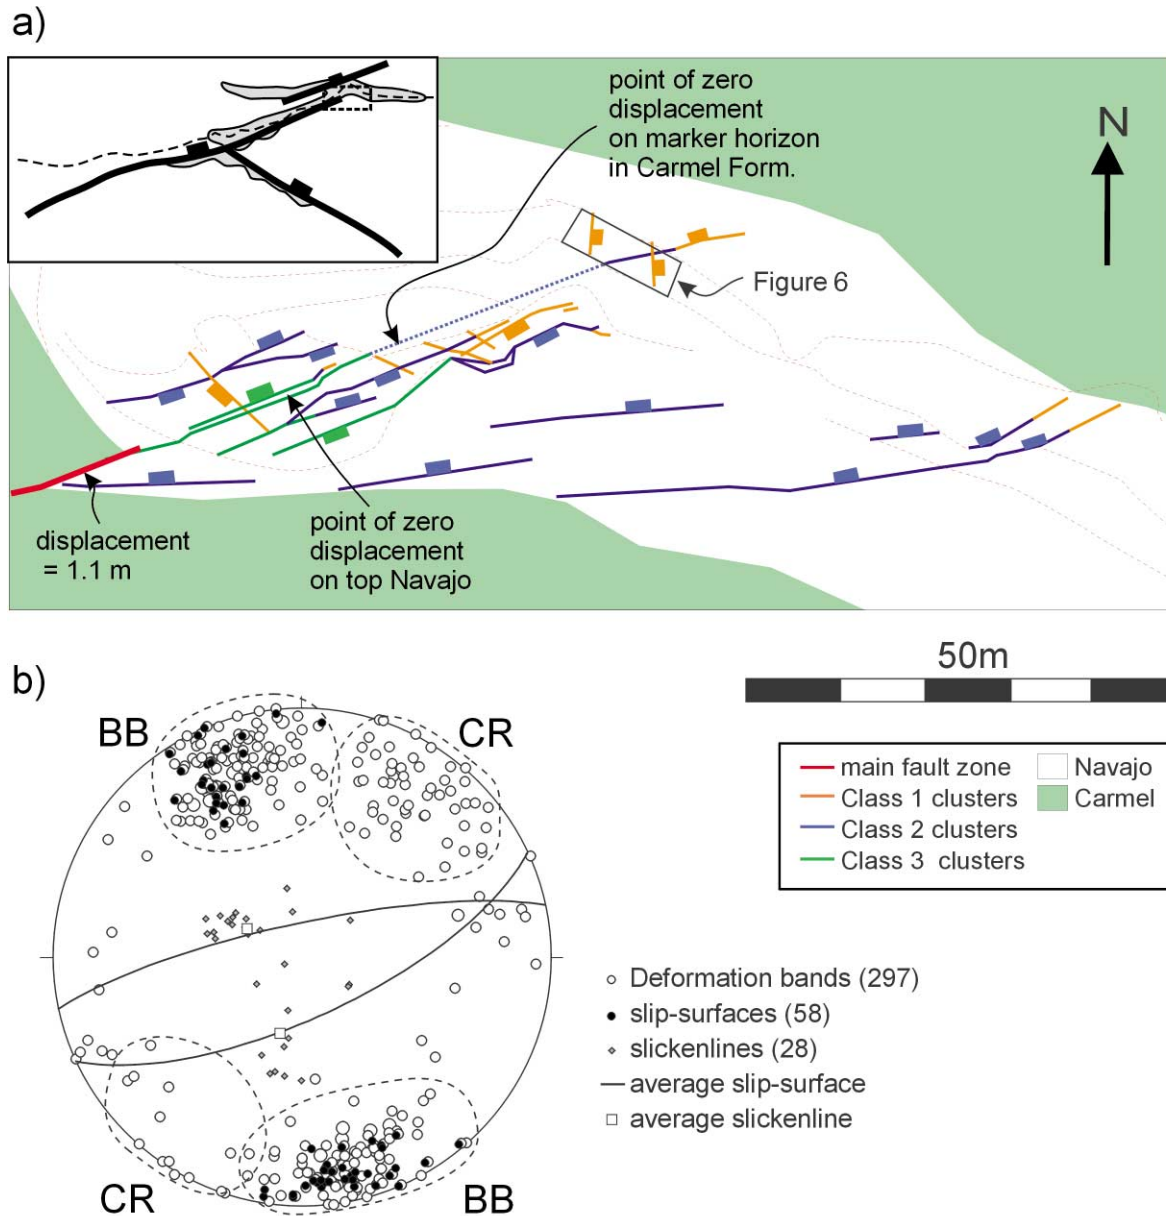 a)
point of zero
displacement
on marker horizon
in Carmel Form.
N
Figure 6
displacement
= 1.1 m
point of zero
displacement
on top Navajo
50m
b)
BB
CR
main fault zone
Navajo
Class 1 clusters
Carmel
Class 2 clusters
Class 3 clusters
Deformation bands (297)
slip-surfaces (58)
slickenlines (28)
average slip-surface
average slickenline
CR
BB